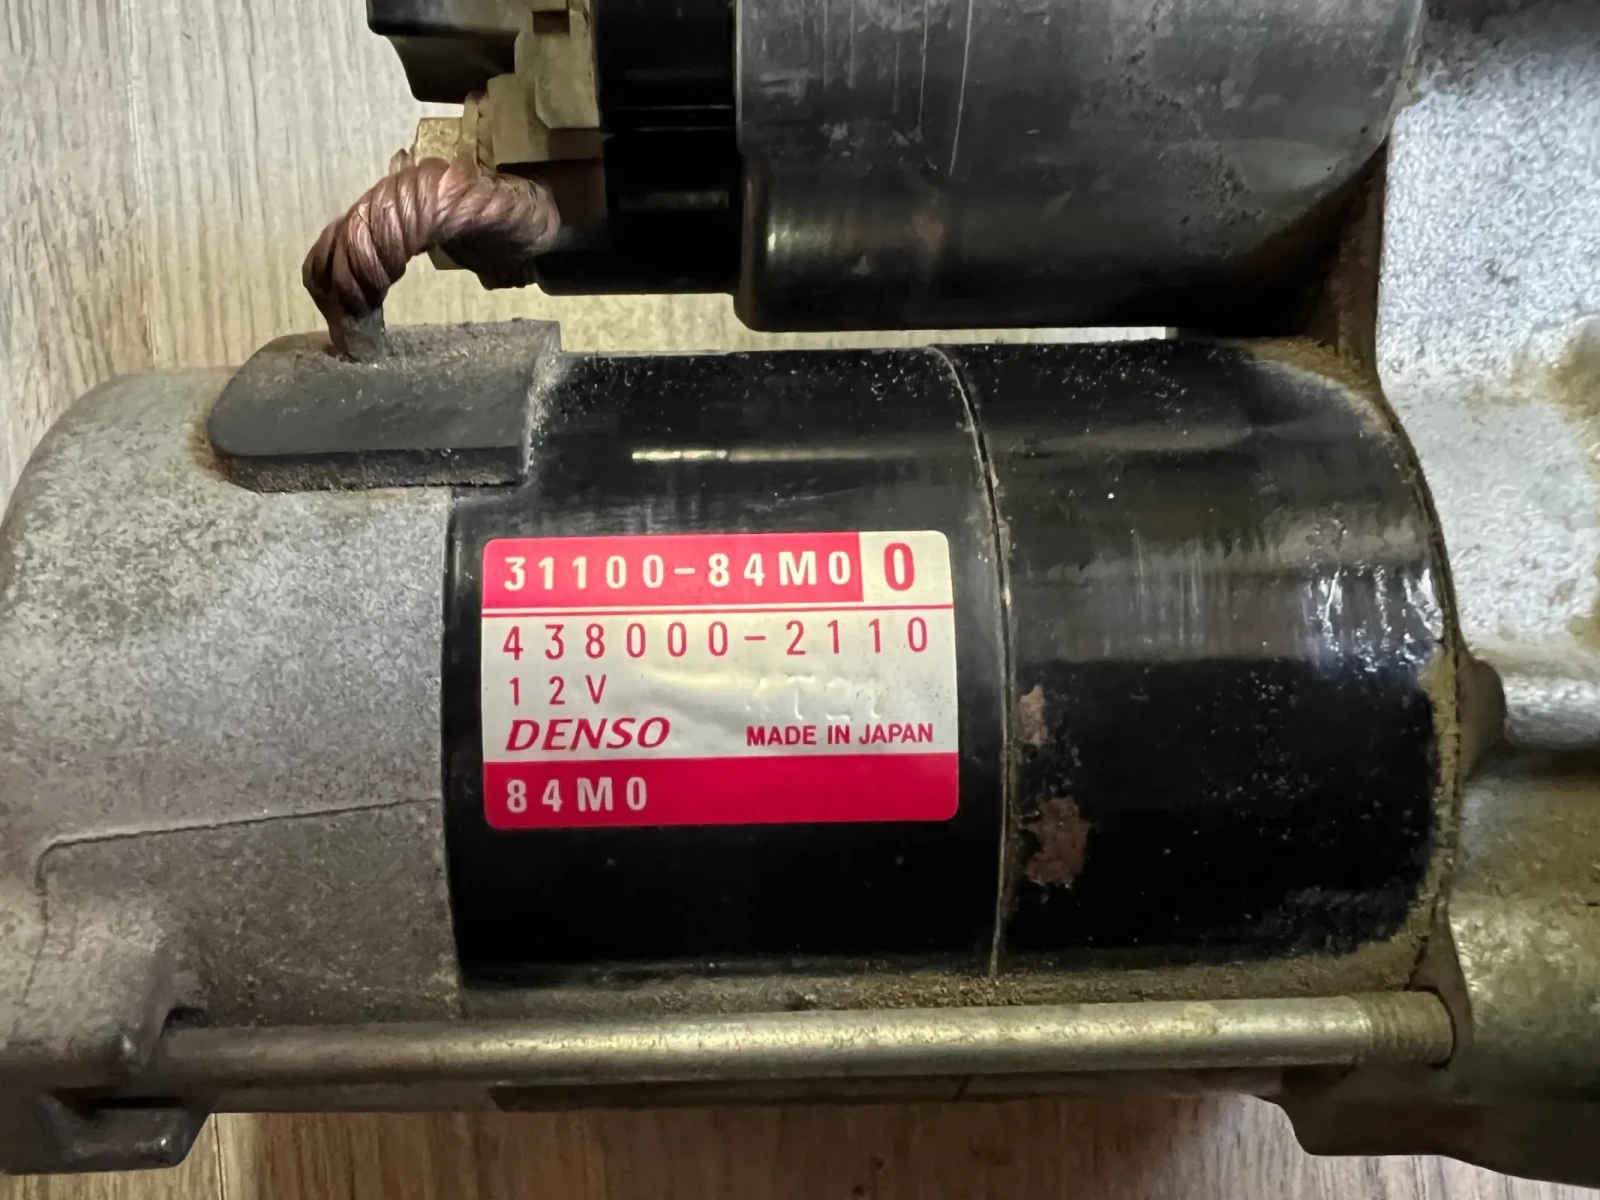 31100-84M0 0
438000-2110
12V
DENSO MADE IN JAPAN
84M0